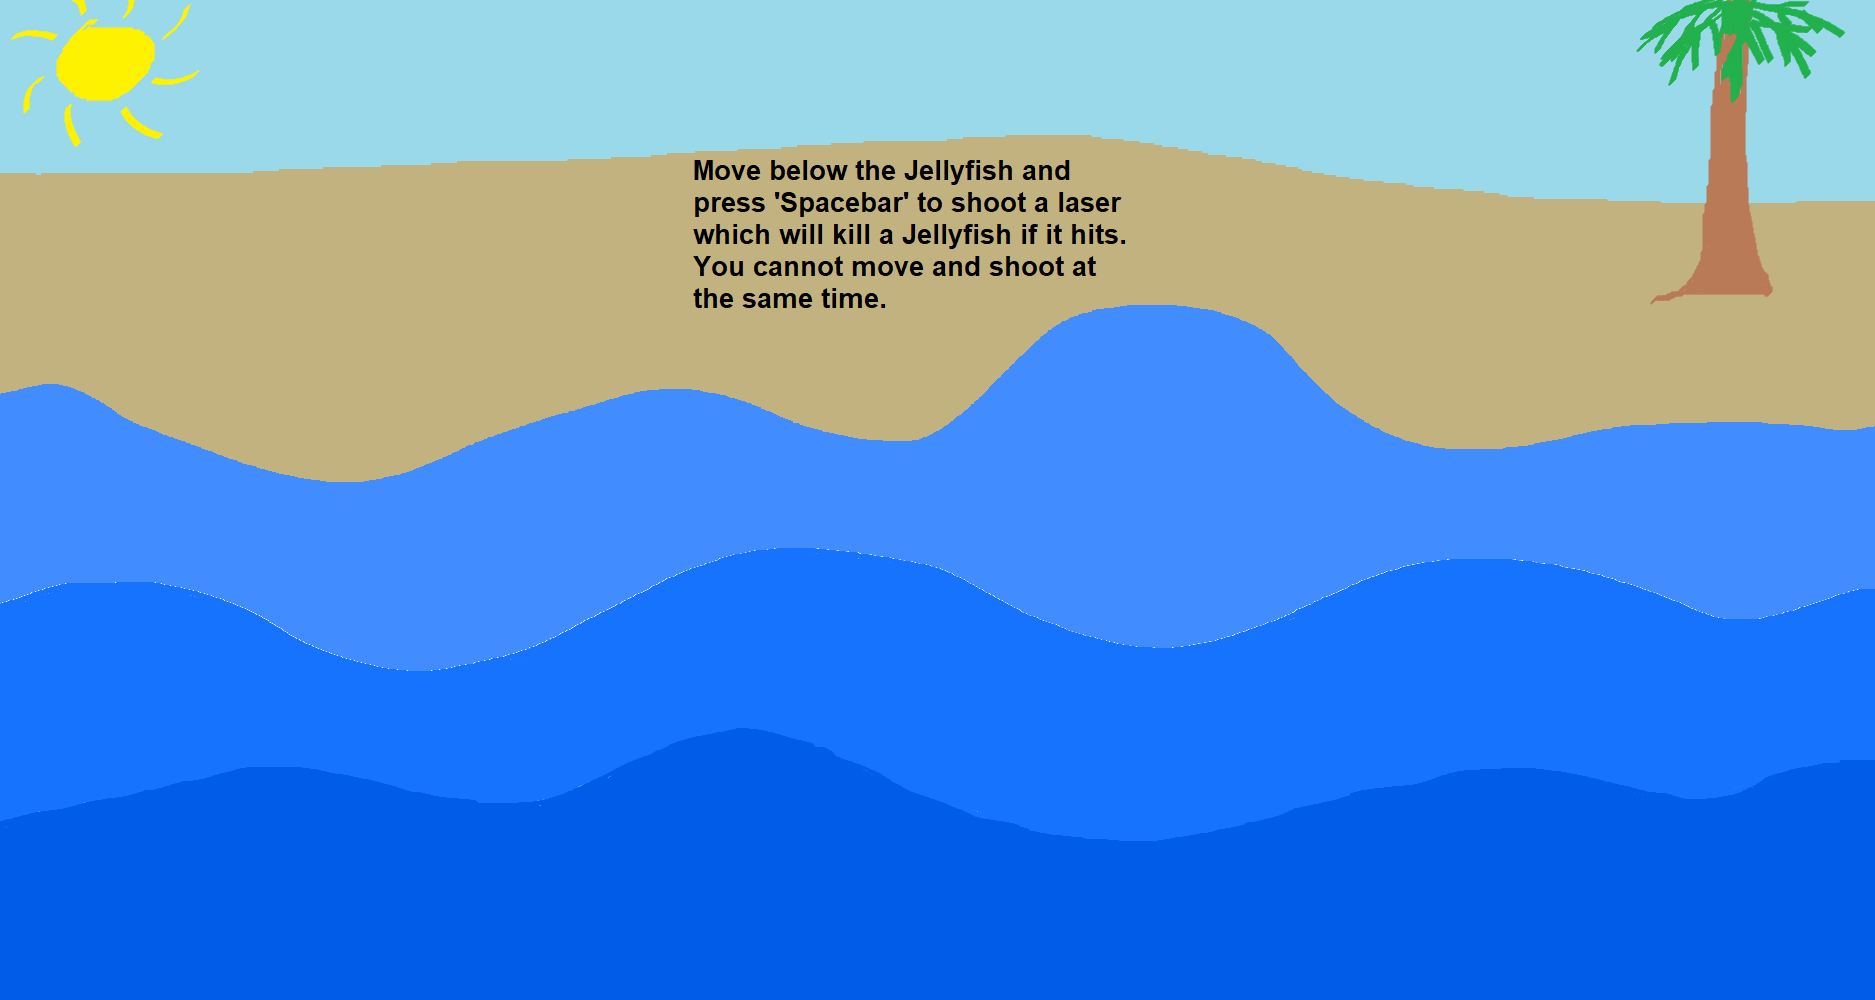 Move below the Jellyfish and
press 'Spacebar' to shoot a laser
which will kill a Jellyfish if it hits.
You cannot move and shoot at
the same time.